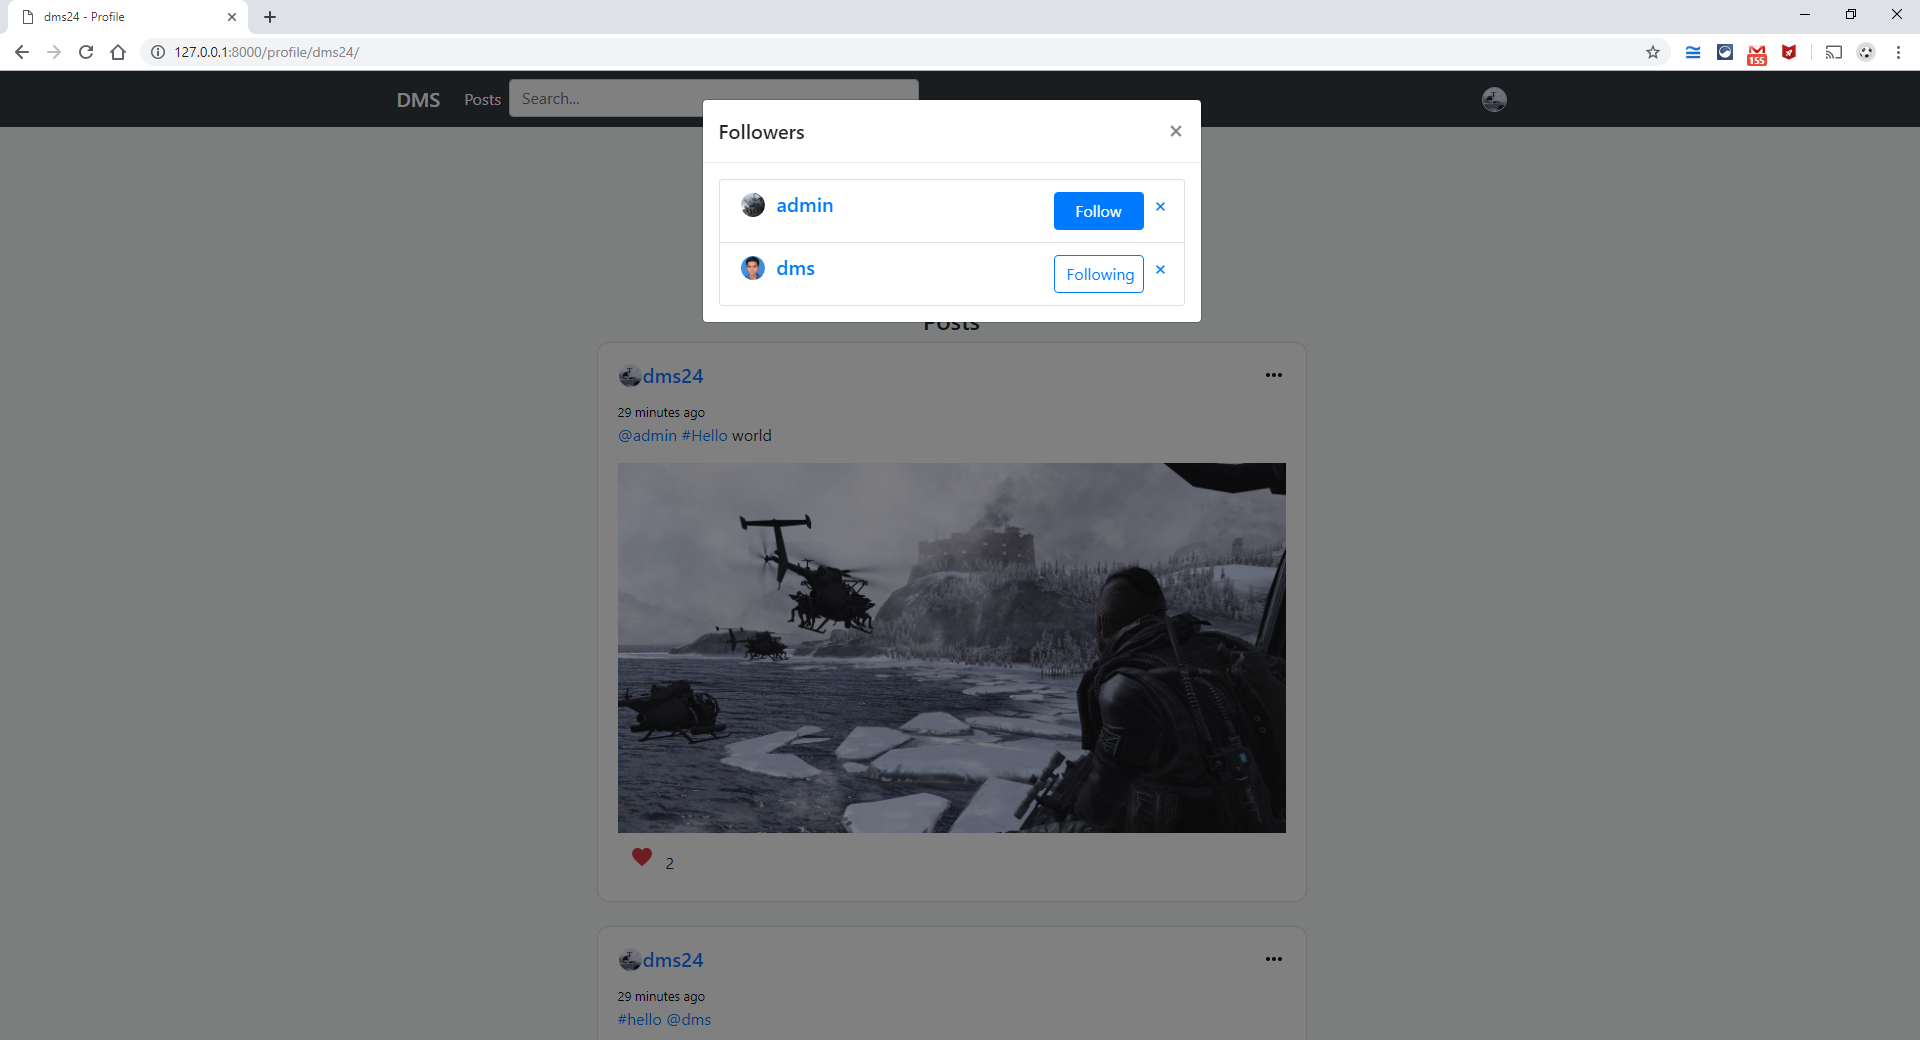 dms24 - Profile
127.0.0.1:8000/profile/dms24/
155
DMS Posts Search...
Followers
admin Follow
dms Following
Posts
dms24
29 minutes ago
@admin #Hello world
2
dms24
29 minutes ago
#hello @dms